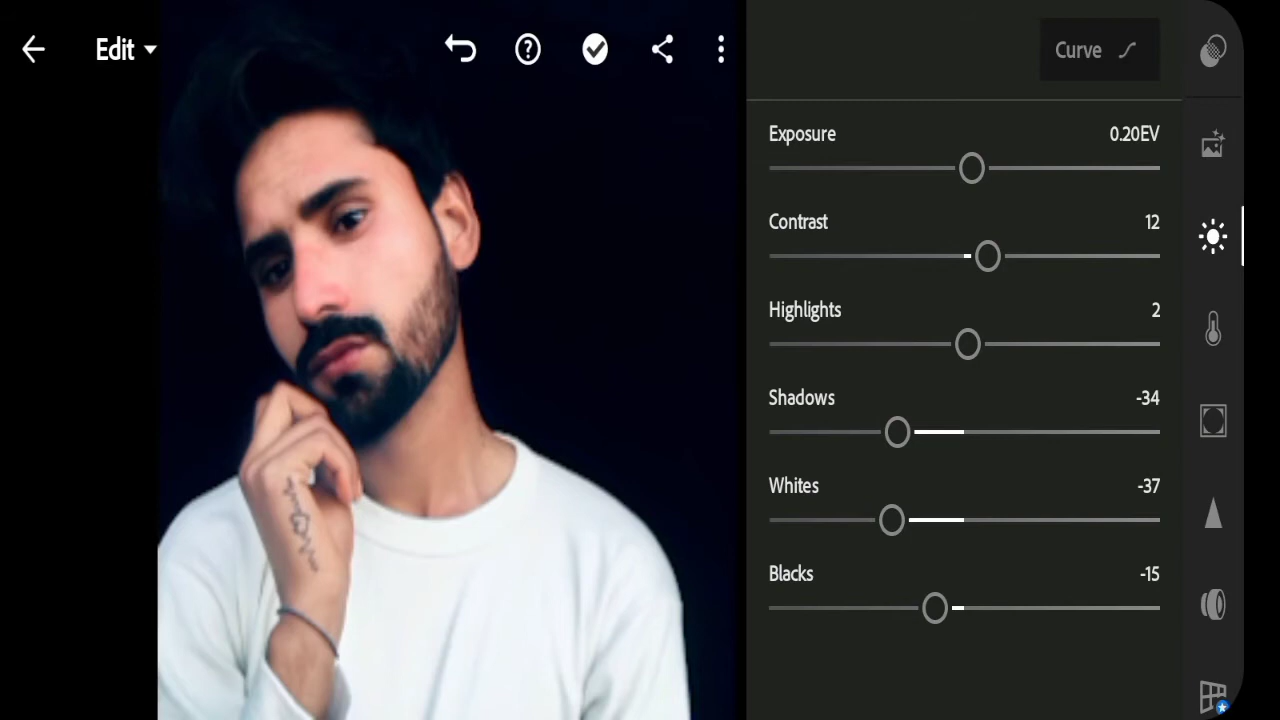 Edit
Curve
Exposure 0.20EV
Contrast 12
Highlights 2
Shadows -34
Whites -37
Blacks -15